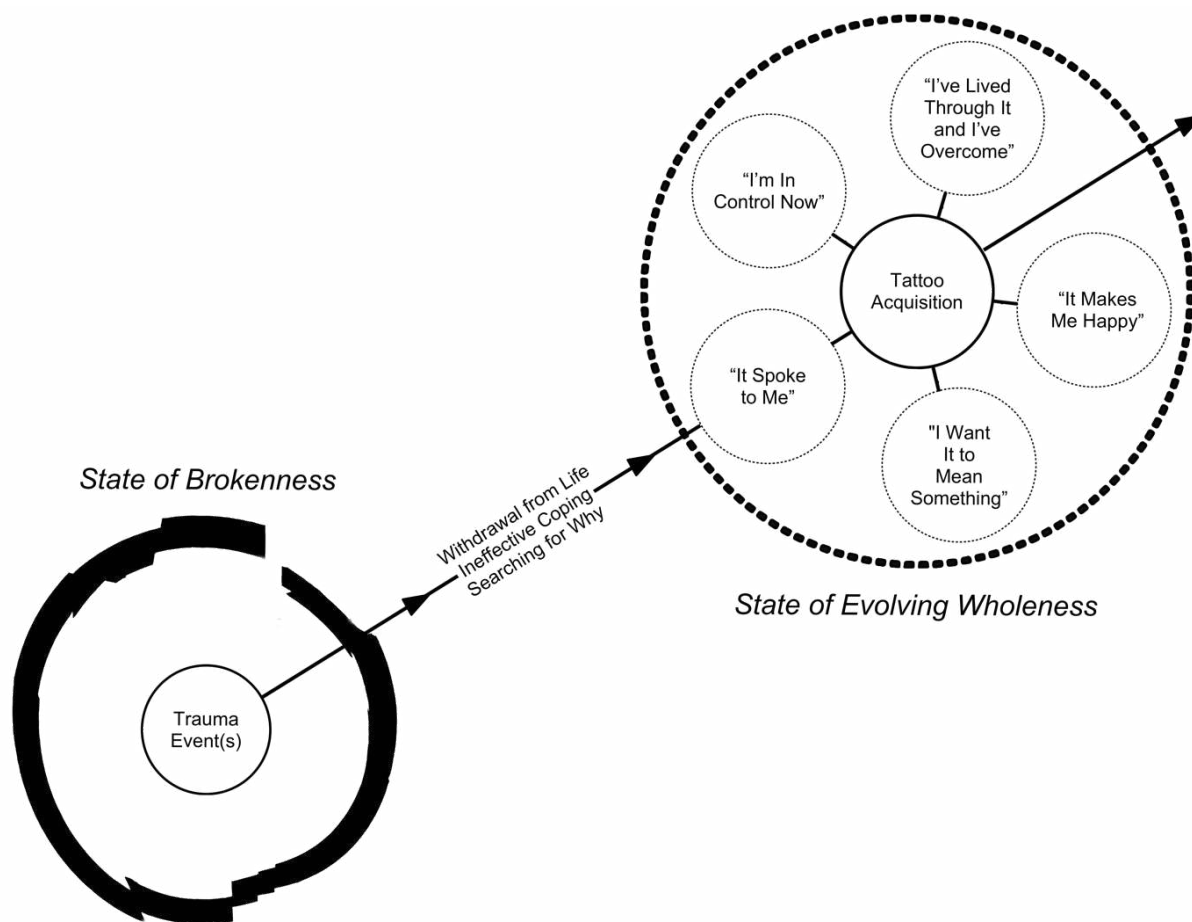 “I’ve Lived
Through It
and I’ve
Overcome”
“I’m In
Control Now”
Tattoo
Acquisition
“It Makes
Me Happy”
“It Spoke
to Me”
"I Want
It to
Mean
Something”
State of Brokenness
Withdrawal from Life
Ineffective Coping
Searching for Why
State of Evolving Wholeness
Trauma
Event(s)